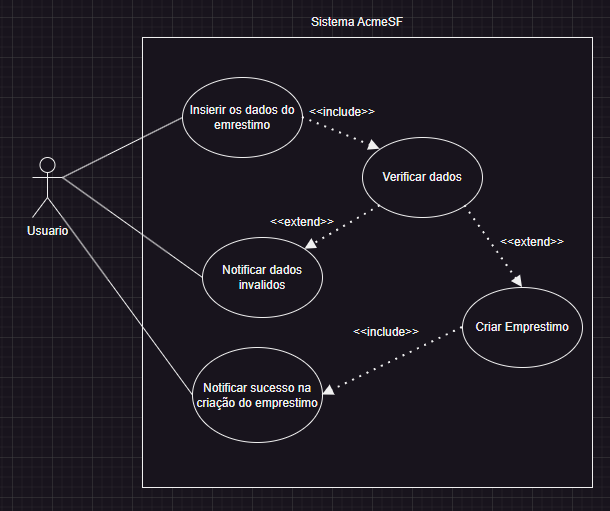 Sistema AcmeSF
Insierir os dados do
emrestimo
<<include>>
Verificar dados
Usuario
<<extend>>
<<extend>>
Notificar dados
invalidos
Criar Emprestimo
<<include>>
Notificar sucesso na
criação do emprestimo